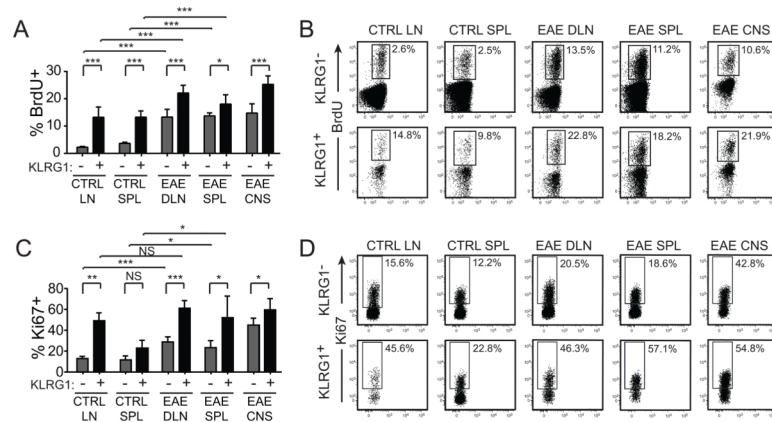 A
***
***
***
***
*** *** *** * ***
% BrdU+
30
20
10
0
KLRG1: - + - + - + - + - +
CTRL LN
CTRL SPL
EAE DLN
EAE SPL
EAE CNS
B
CTRL LN CTRL SPL EAE DLN EAE SPL EAE CNS
KLRG1-
2.6% 2.5% 13.5% 11.2% 10.6%
BrdU
KLRG1+
14.8% 9.8% 22.8% 18.2% 21.9%
C
*
*
NS
***
** NS *** * *
% Ki67+
80
60
40
20
0
KLRG1: - + - + - + - + - +
CTRL LN
CTRL SPL
EAE DLN
EAE SPL
EAE CNS
D
CTRL LN CTRL SPL EAE DLN EAE SPL EAE CNS
KLRG1-
15.6% 12.2% 20.5% 18.6% 42.8%
Ki67
KLRG1+
45.6% 22.8% 46.3% 57.1% 54.8%